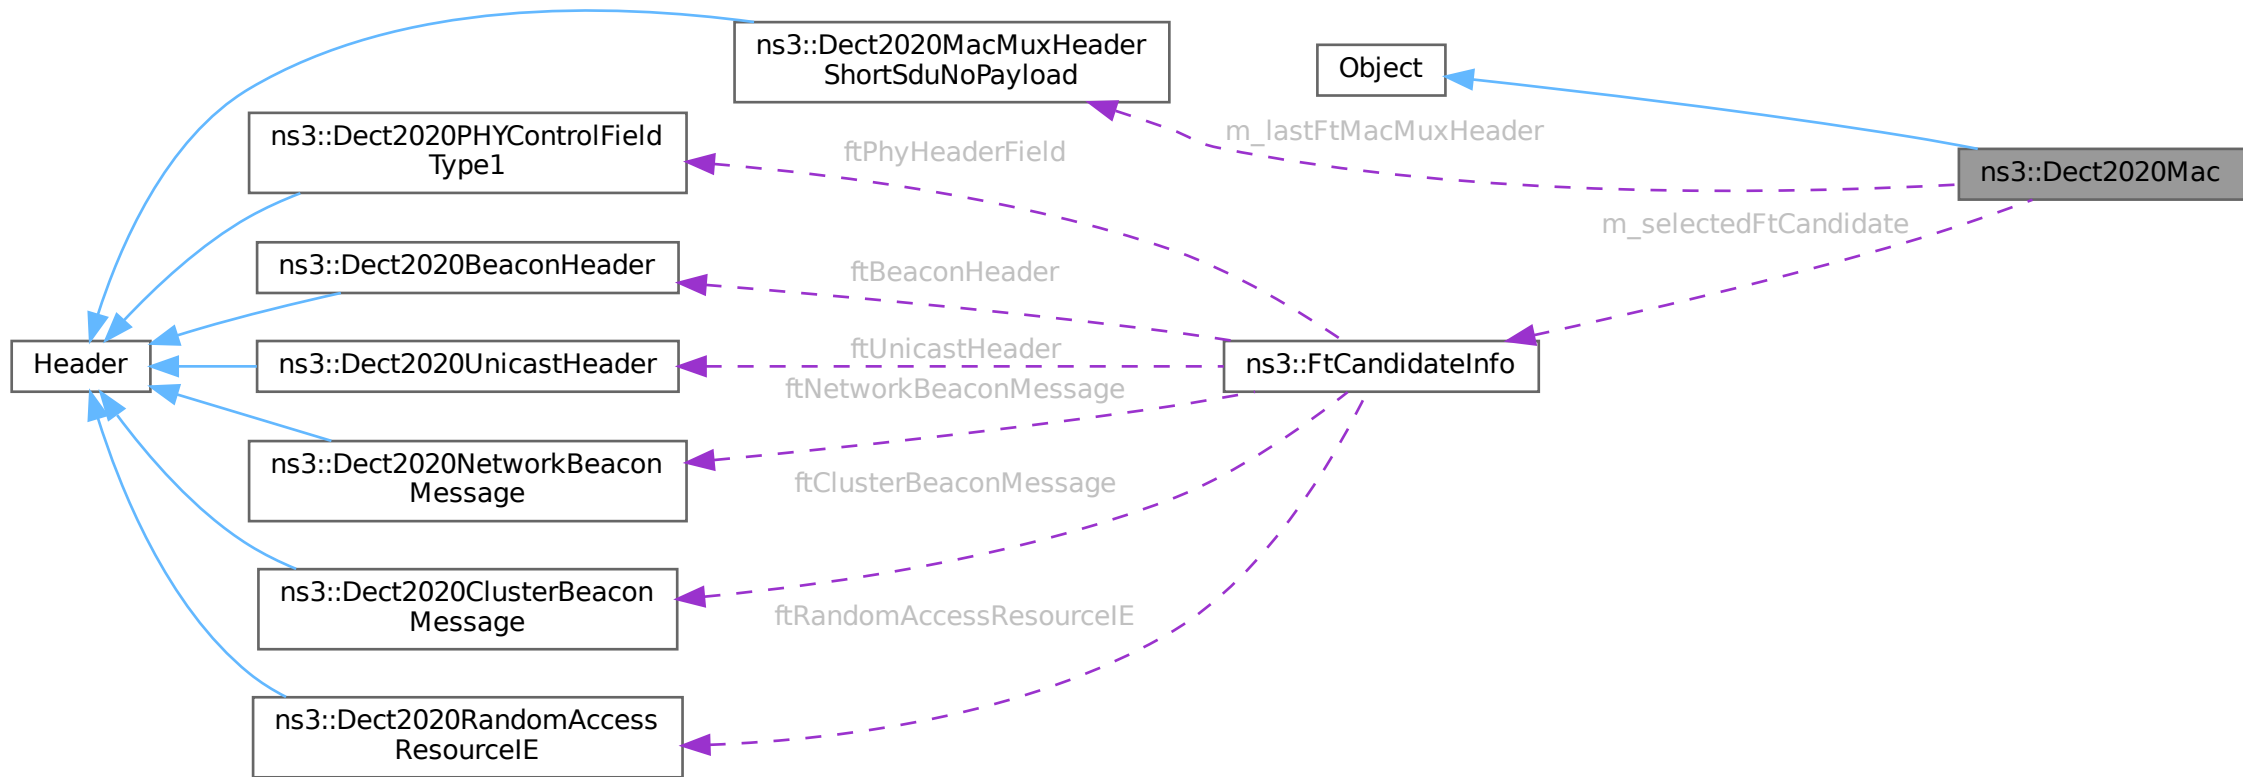 ns3::Dect2020MacMuxHeader
ShortSduNoPayload
Object
m_lastFtMacMuxHeader
ns3::Dect2020PHYControlField
Type1
ftPhyHeaderField
ns3::Dect2020Mac
m_selectedFtCandidate
ns3::Dect2020BeaconHeader
ftBeaconHeader
Header
ns3::Dect2020UnicastHeader
ftUnicastHeader
ns3::FtCandidateInfo
ftNetworkBeaconMessage
ns3::Dect2020NetworkBeacon
Message
ftClusterBeaconMessage
ns3::Dect2020ClusterBeacon
Message
ftRandomAccessResourceIE
ns3::Dect2020RandomAccess
ResourceIE